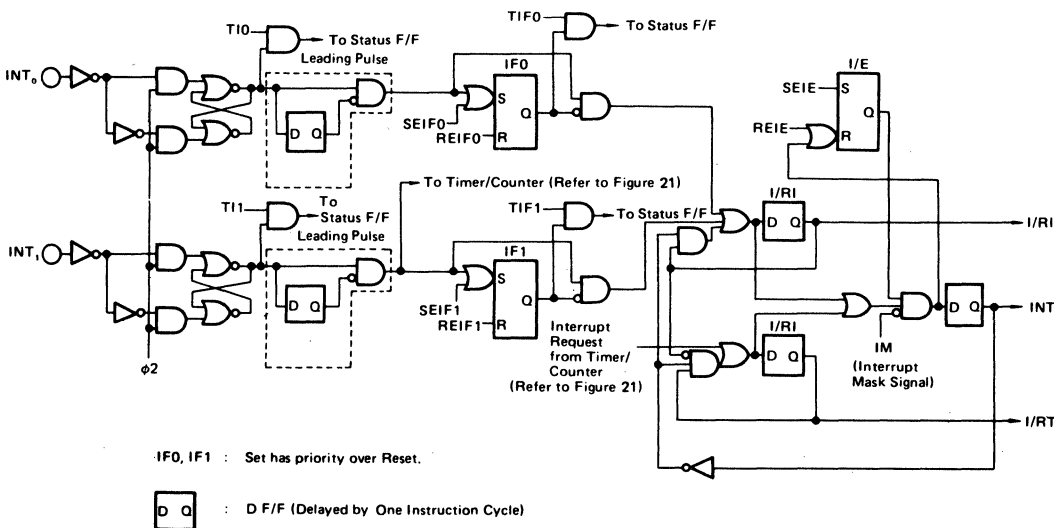 TI0
To Status F/F
Leading Pulse
TIF0
To Status F/F
INT₀
D Q
SEIF0
REIF0
IF0
S
Q
R
I/E
SEIE
S
Q
REIE
R
To Timer/Counter (Refer to Figure 21)
TI1
To
Status F/F
Leading Pulse
TIF1
To Status F/F
INT₁
D Q
SEIF1
REIF1
IF1
S
Q
R
I/RI
D Q
I/RI
Interrupt
Request
from Timer/
Counter
(Refer to Figure 21)
I/RI
D Q
IM
(Interrupt
Mask Signal)
D Q
INT
I/RT
φ2
IF0, IF1 : Set has priority over Reset.
D Q : D F/F (Delayed by One Instruction Cycle)